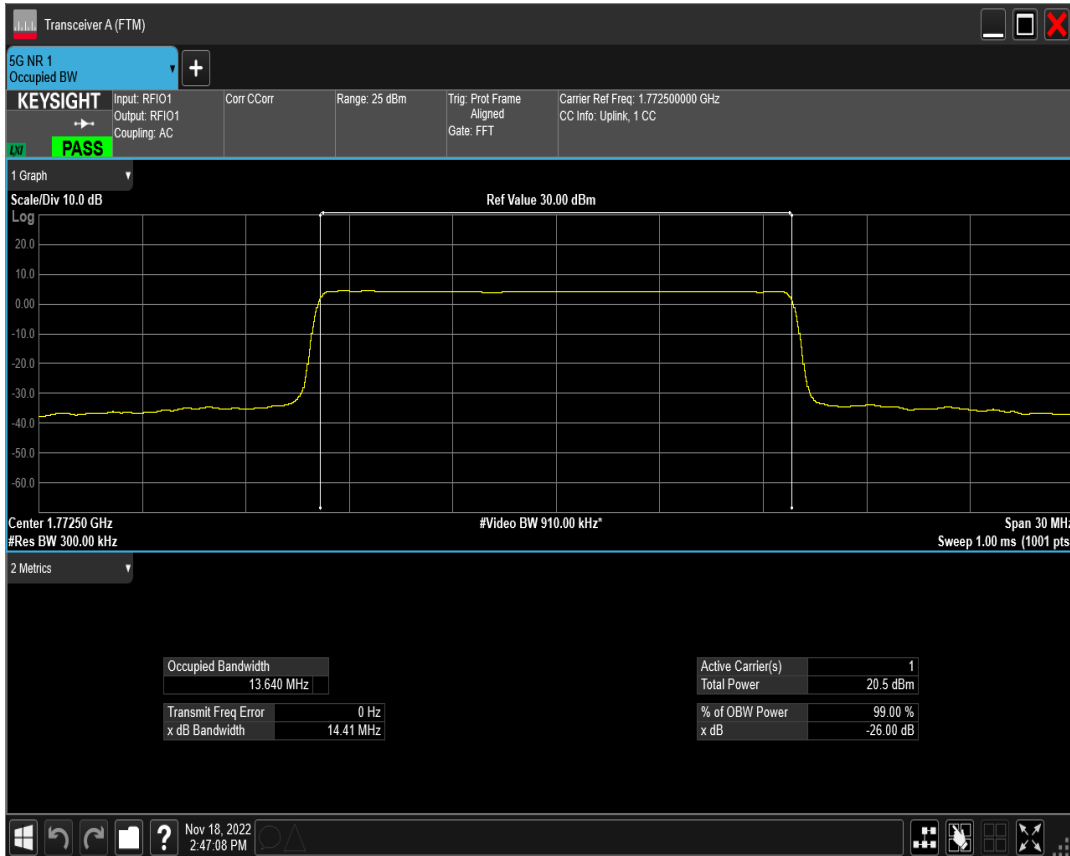 Transceiver A (FTM)
5G NR 1
Occupied BW
+
KEYSIGHT
LXI
PASS
Input: RFIO1
Output: RFIO1
Coupling: AC
Corr CCorr
Range: 25 dBm
Trig: Prot Frame
Aligned
Gate: FFT
Carrier Ref Freq: 1.772500000 GHz
CC Info: Uplink, 1 CC
1 Graph
Scale/Div 10.0 dB
Ref Value 30.00 dBm
Log
20.0
10.0
0.00
-10.0
-20.0
-30.0
-40.0
-50.0
-60.0
Center 1.77250 GHz
#Video BW 910.00 kHz*
Span 30 MHz
#Res BW 300.00 kHz
Sweep 1.00 ms (1001 pts
2 Metrics
Occupied Bandwidth
13.640 MHz
Transmit Freq Error 0 Hz
x dB Bandwidth 14.41 MHz
Active Carrier(s) 1
Total Power 20.5 dBm
% of OBW Power 99.00 %
x dB -26.00 dB
?
Nov 18, 2022
2:47:08 PM